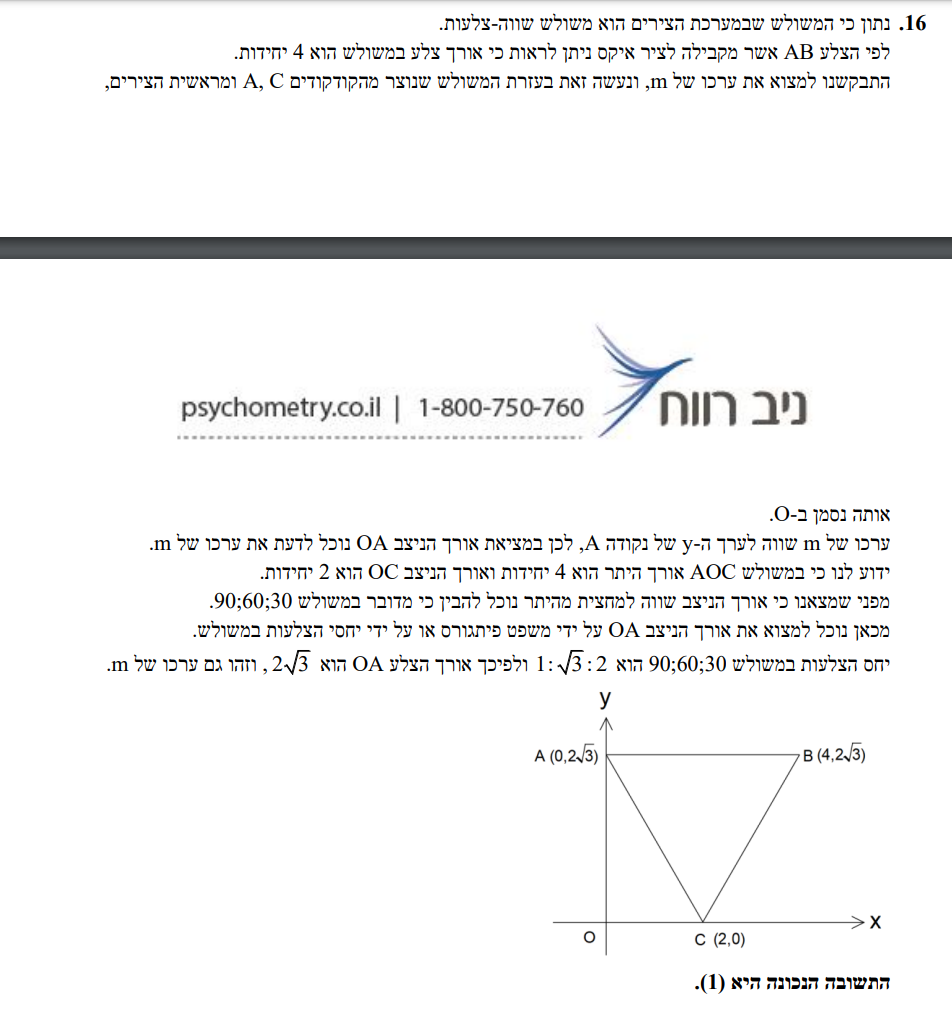 16. נתון כי המשולש שבמערכת הצירים הוא משולש שווה-צלעות.
לפי הצלע AB אשר מקבילה לציר איקס ניתן לראות כי אורך צלע במשולש הוא 4 יחידות.
התבקשנו למצוא את ערכו של m, ונעשה זאת בעזרת המשולש שנוצר מהקודקודים A, C ומראשית הצירים,
psychometry.co.il | 1-800-750-760
ניב רווח
אותה נסמן ב-O.
ערכו של m שווה לערך ה-y של נקודה A, לכן במציאת אורך הניצב OA נוכל לדעת את ערכו של m.
ידוע לנו כי במשולש AOC אורך היתר הוא 4 יחידות ואורך הניצב OC הוא 2 יחידות.
מפני שמצאנו כי אורך הניצב שווה למחצית מהיתר נוכל להבין כי מדובר במשולש 90;60;30.
מכאן נוכל למצוא את אורך הניצב OA על ידי משפט פיתגורס או על ידי יחסי הצלעות במשולש.
יחס הצלעות במשולש 90;60;30 הוא 1:√3:2 ולפיכך אורך הצלע OA הוא 2√3, וזהו גם ערכו של m.
y
A (0,2√3)
B (4,2√3)
x
O
C (2,0)
התשובה הנכונה היא (1).